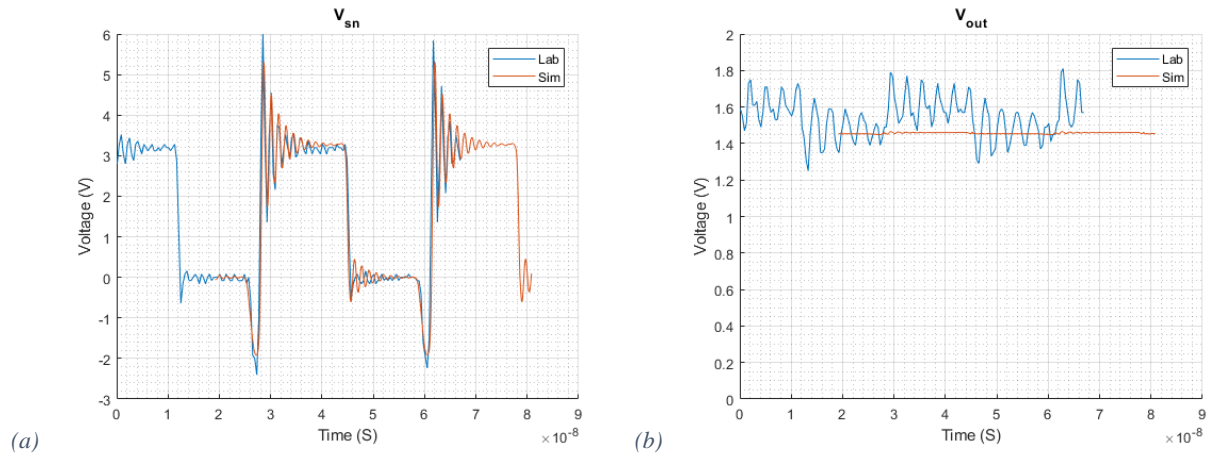 V_sn
6
5
4
3
2
1
0
-1
-2
-3
Voltage (V)
Lab
Sim
0 1 2 3 4 5 6 7 8 9
Time (S)
×10^-8
(a)
V_out
2
1.8
1.6
1.4
1.2
1
0.8
0.6
0.4
0.2
0
Voltage (V)
Lab
Sim
0 1 2 3 4 5 6 7 8 9
Time (S)
×10^-8
(b)